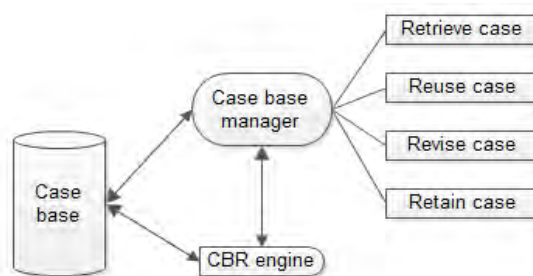 Retrieve case
Case base
manager
Reuse case
Revise case
Case
base
Retain case
CBR engine